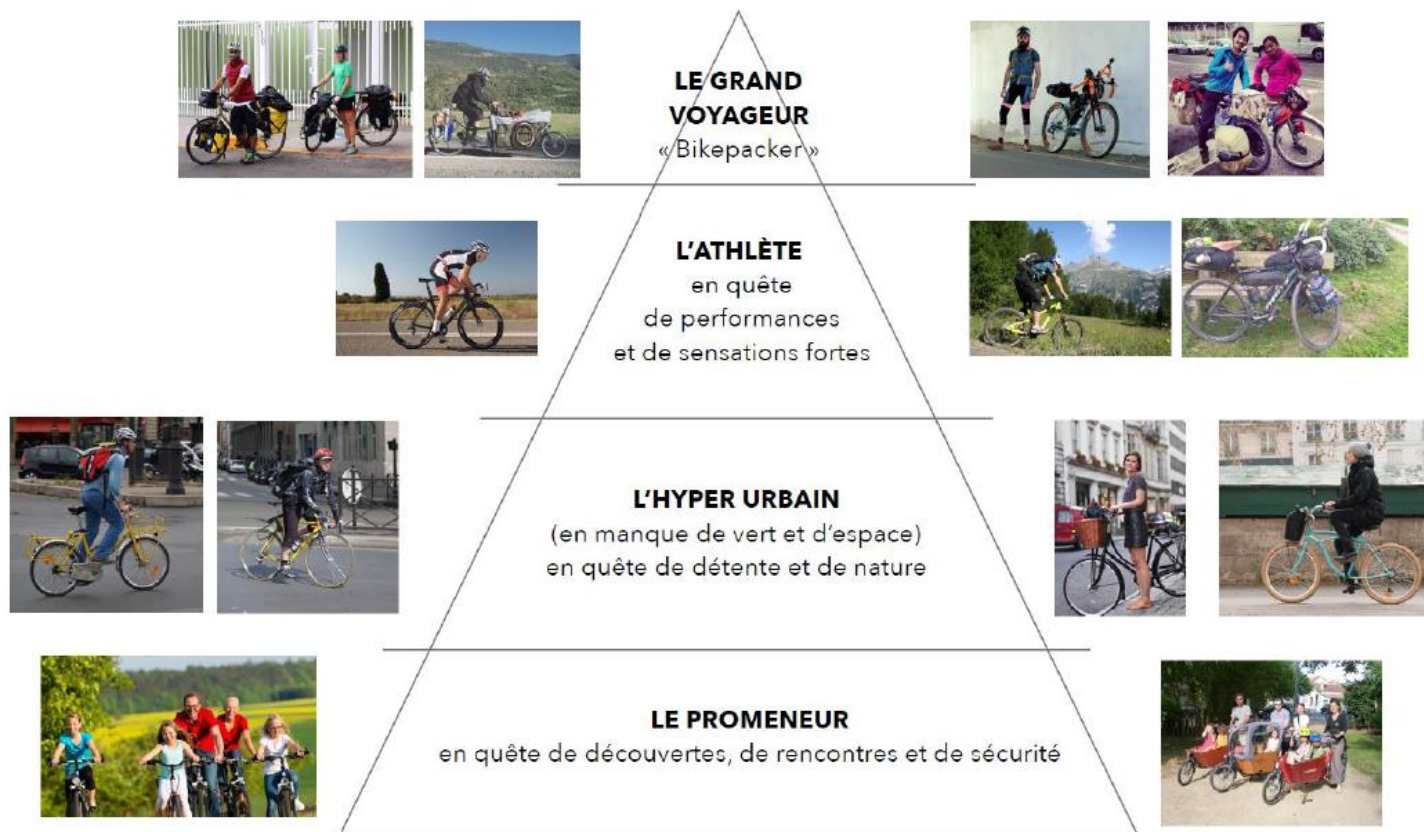 LE GRAND
VOYAGEUR
« Bikepacker »
L'ATHLÈTE
en quête
de performances
et de sensations fortes
L'HYPER URBAIN
(en manque de vert et d'espace)
en quête de détente et de nature
LE PROMENEUR
en quête de découvertes, de rencontres et de sécurité